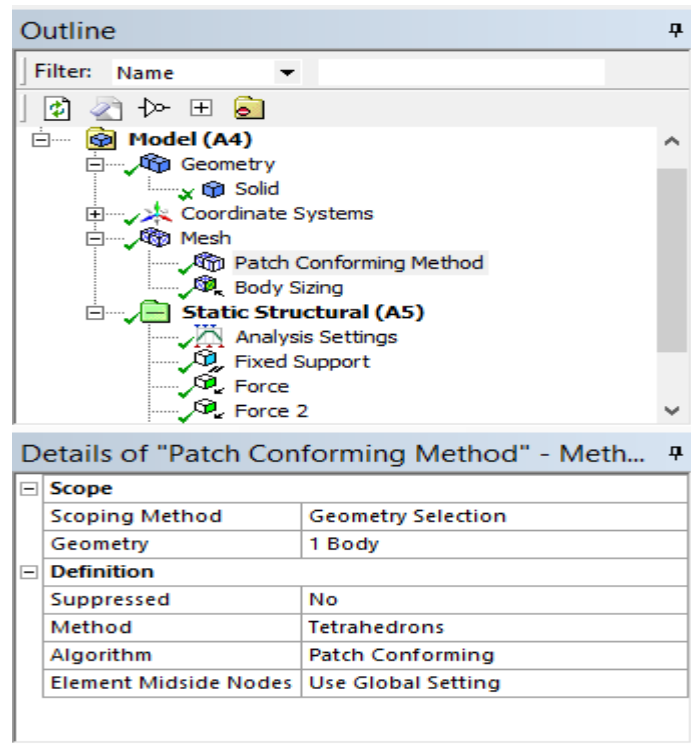 Outline
Filter: Name
Model (A4)
Geometry
Solid
Coordinate Systems
Mesh
Patch Conforming Method
Body Sizing
Static Structural (A5)
Analysis Settings
Fixed Support
Force
Force 2
Details of "Patch Conforming Method" - Meth...
Scope
Scoping Method Geometry Selection
Geometry 1 Body
Definition
Suppressed No
Method Tetrahedrons
Algorithm Patch Conforming
Element Midside Nodes Use Global Setting